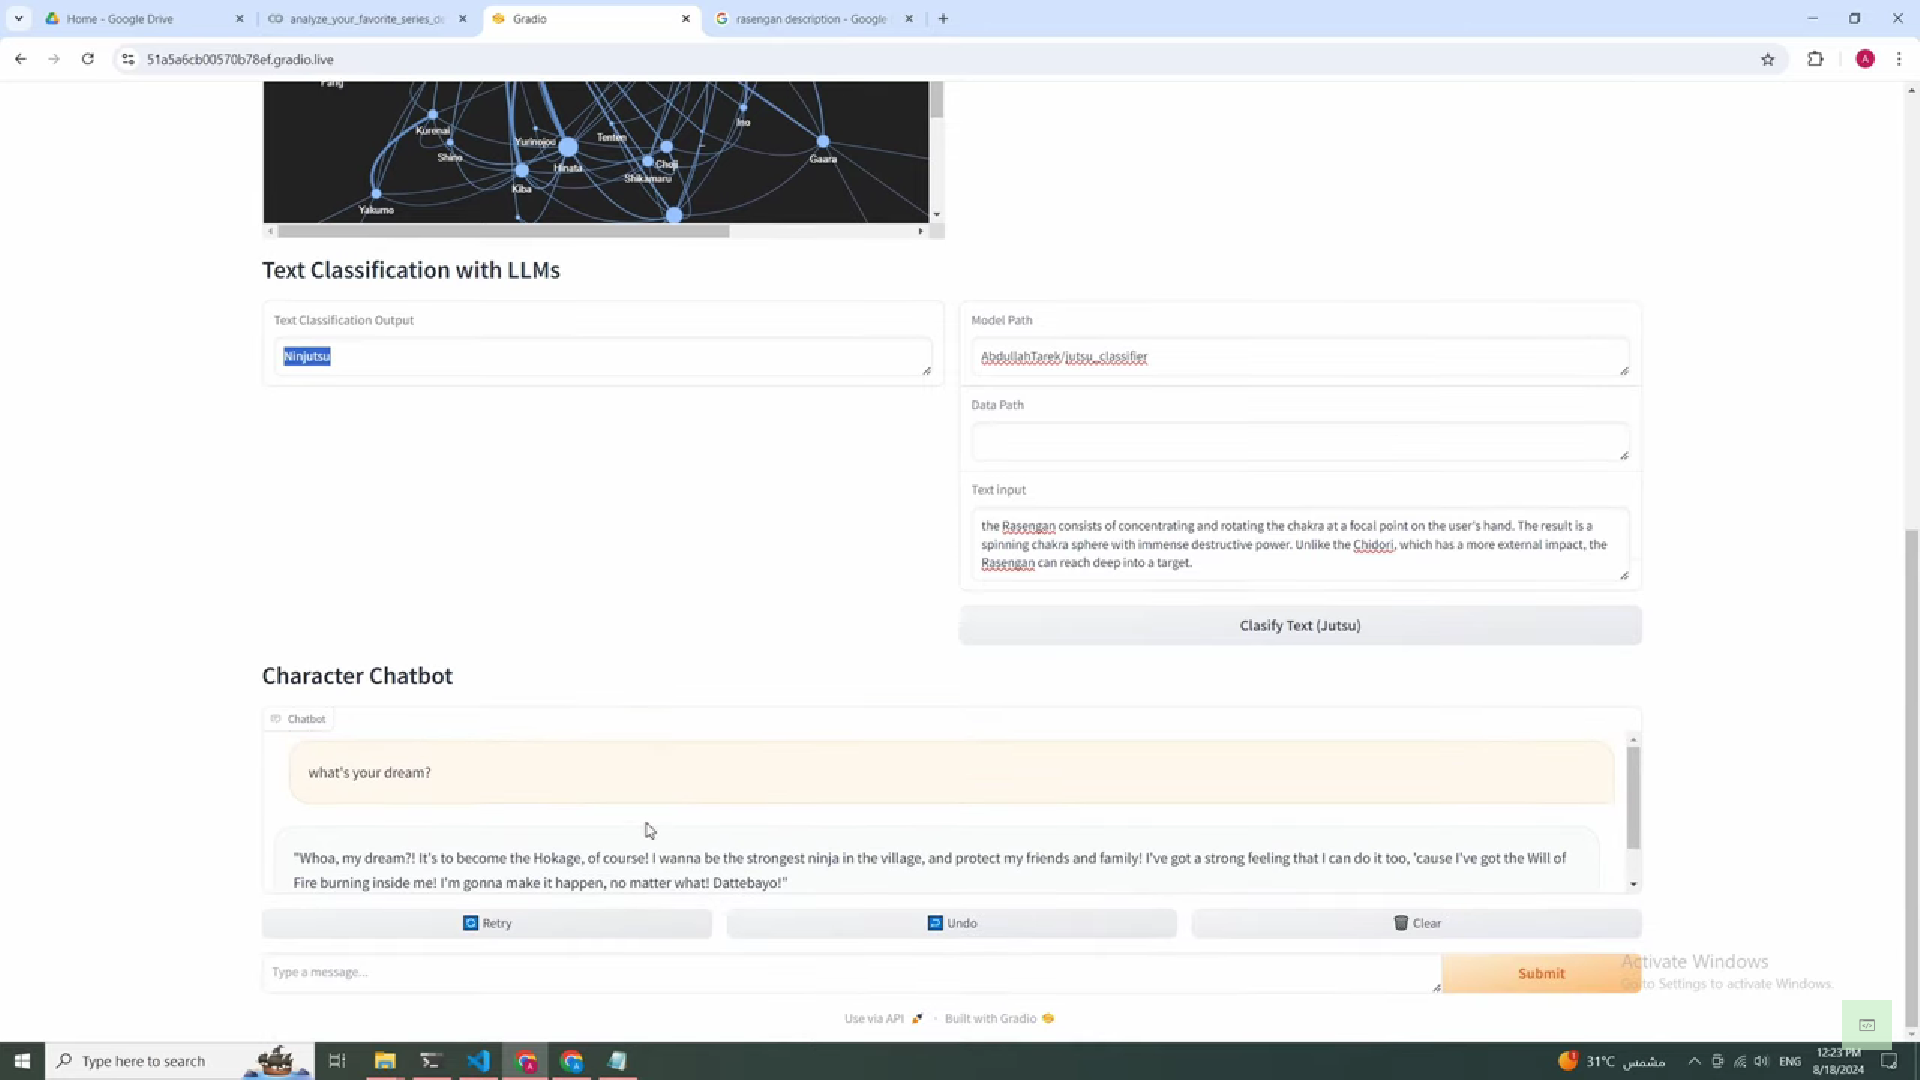 Home - Google Drive
analyze_your_favorite_series_o
Gradio
rasengan description - Google
51a5a6cb00570b78ef.gradio.live
A
Kurenai
Shino
Yurinojou
Tenten
Ino
Hinata
Choji
Gaara
Kiba
Shikamaru
Yakumo
Text Classification with LLMs
Text Classification Output
Ninjutsu
Model Path
AbdullahTarek/jutsu_classifier
Data Path
Text input
the Rasengan consists of concentrating and rotating the chakra at a focal point on the user's hand. The result is a
spinning chakra sphere with immense destructive power. Unlike the Chidori, which has a more external impact, the
Rasengan can reach deep into a target.
Clasify Text (Jutsu)
Character Chatbot
Chatbot
what's your dream?
"Whoa, my dream?! It's to become the Hokage, of course! I wanna be the strongest ninja in the village, and protect my friends and family! I've got a strong feeling that I can do it too, 'cause I've got the Will of
Fire burning inside me! I'm gonna make it happen, no matter what! Dattebayo!"
Retry
Undo
Clear
Type a message...
Submit
Activate Windows
Go to Settings to activate Windows.
Use via API · Built with Gradio
Type here to search
31°C مشمس
ENG
12:23 PM
8/18/2024